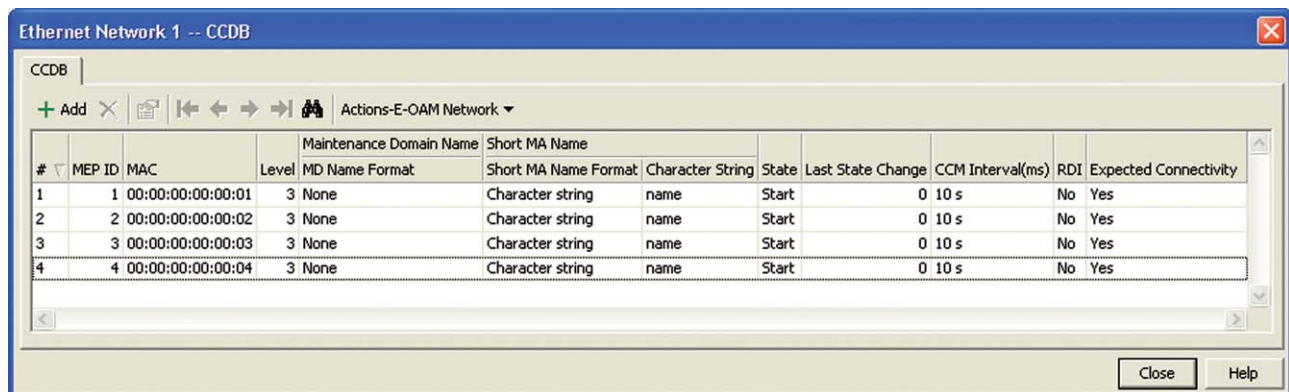 Ethernet Network 1 -- CCDB
CCDB
Add Actions-E-OAM Network
Maintenance Domain Name Short MA Name
# MEP ID MAC Level MD Name Format Short MA Name Format Character String State Last State Change CCM Interval(ms) RDI Expected Connectivity
1 1 00:00:00:00:00:01 3 None Character string name Start 0 10 s No Yes
2 2 00:00:00:00:00:02 3 None Character string name Start 0 10 s No Yes
3 3 00:00:00:00:00:03 3 None Character string name Start 0 10 s No Yes
4 4 00:00:00:00:00:04 3 None Character string name Start 0 10 s No Yes
Close Help